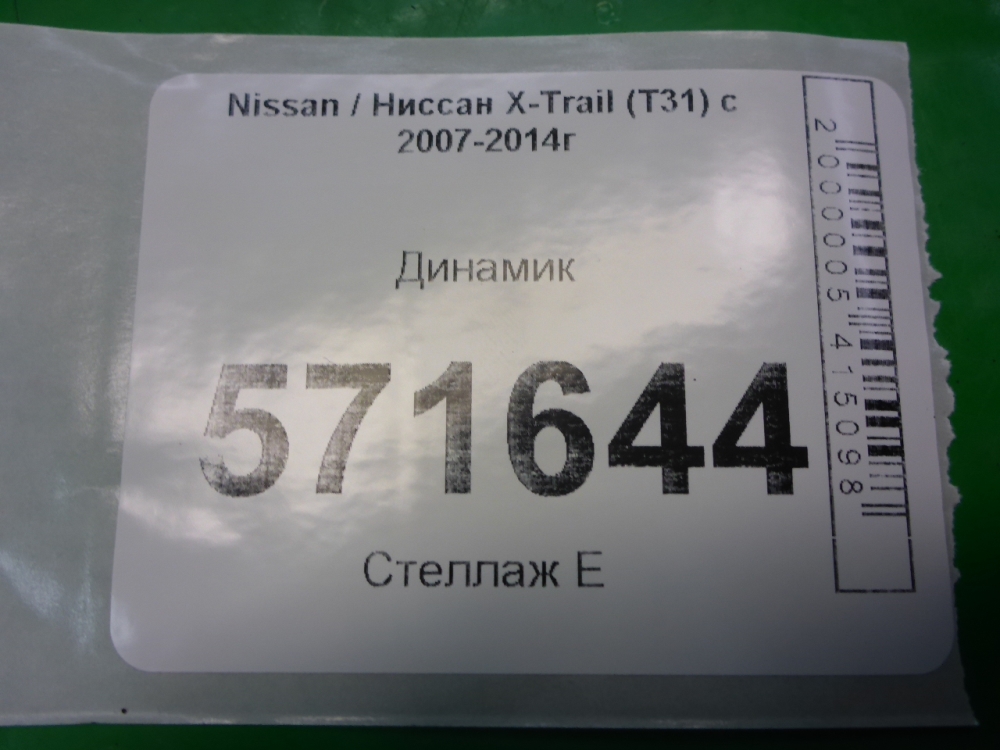 Nissan / Ниссан X-Trail (T31) с
2007-2014г
Динамик
571644
Стеллаж Е
2000005415098